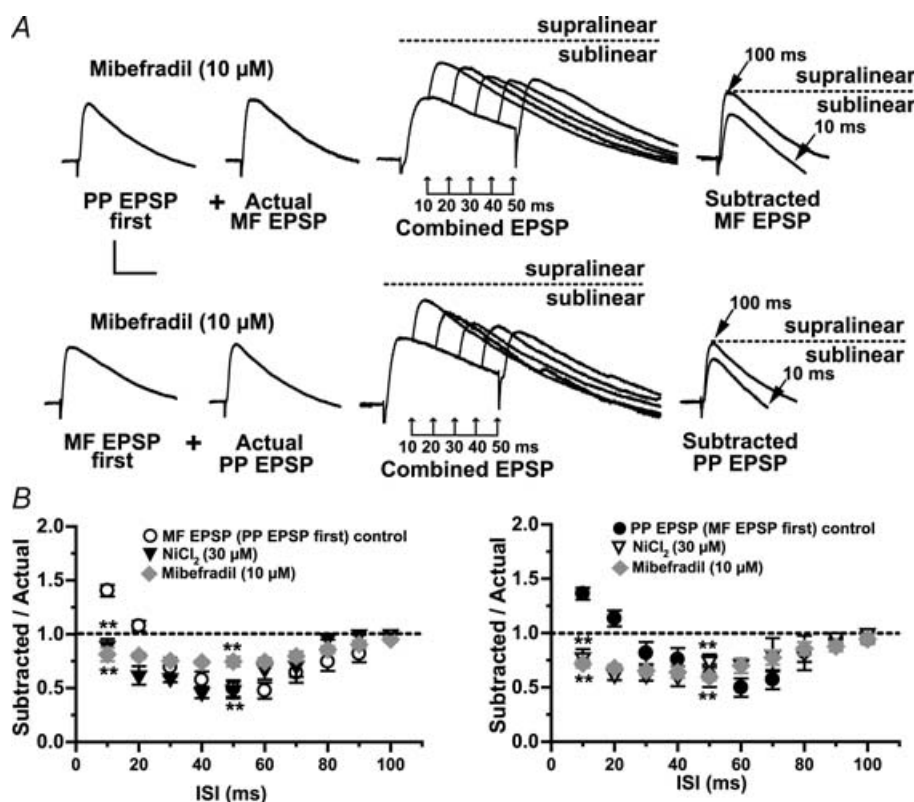 A
supralinear
sublinear
Mibefradil (10 µM)
100 ms
supralinear
sublinear
10 ms
PP EPSP
first
+
Actual
MF EPSP
10 20 30 40 50 ms
Combined EPSP
Subtracted
MF EPSP
supralinear
sublinear
Mibefradil (10 µM)
100 ms
supralinear
sublinear
10 ms
MF EPSP
first
+
Actual
PP EPSP
10 20 30 40 50 ms
Combined EPSP
Subtracted
PP EPSP
B
Subtracted / Actual
2.0
1.5
1.0
0.5
0.0
MF EPSP (PP EPSP first) control
NiCl2 (30 µM)
Mibefradil (10 µM)
**
**
**
**
0 20 40 60 80 100
ISI (ms)
Subtracted / Actual
2.0
1.5
1.0
0.5
0.0
PP EPSP (MF EPSP first) control
NiCl2 (30 µM)
Mibefradil (10 µM)
**
**
**
**
0 20 40 60 80 100
ISI (ms)